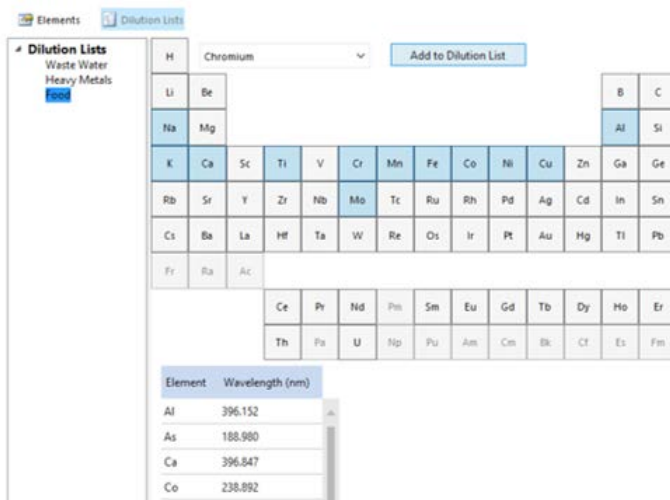 Elements Dilution Lists
Dilution Lists
Waste Water
Heavy Metals
Food
H Chromium Add to Dilution List
Li Be B C
Na Mg Al Si
K Ca Sc Ti V Cr Mn Fe Co Ni Cu Zn Ga Ge
Rb Sr Y Zr Nb Mo Tc Ru Rh Pd Ag Cd In Sn
Cs Ba La Hf Ta W Re Os Ir Pt Au Hg Tl Pb
Fr Ra Ac
Ce Pr Nd Pm Sm Eu Gd Tb Dy Ho Er
Th Pa U Np Pu Am Cm Bk Cf Es Fm
Element Wavelength (nm)
Al 396.152
As 188.980
Ca 396.847
Co 238.892